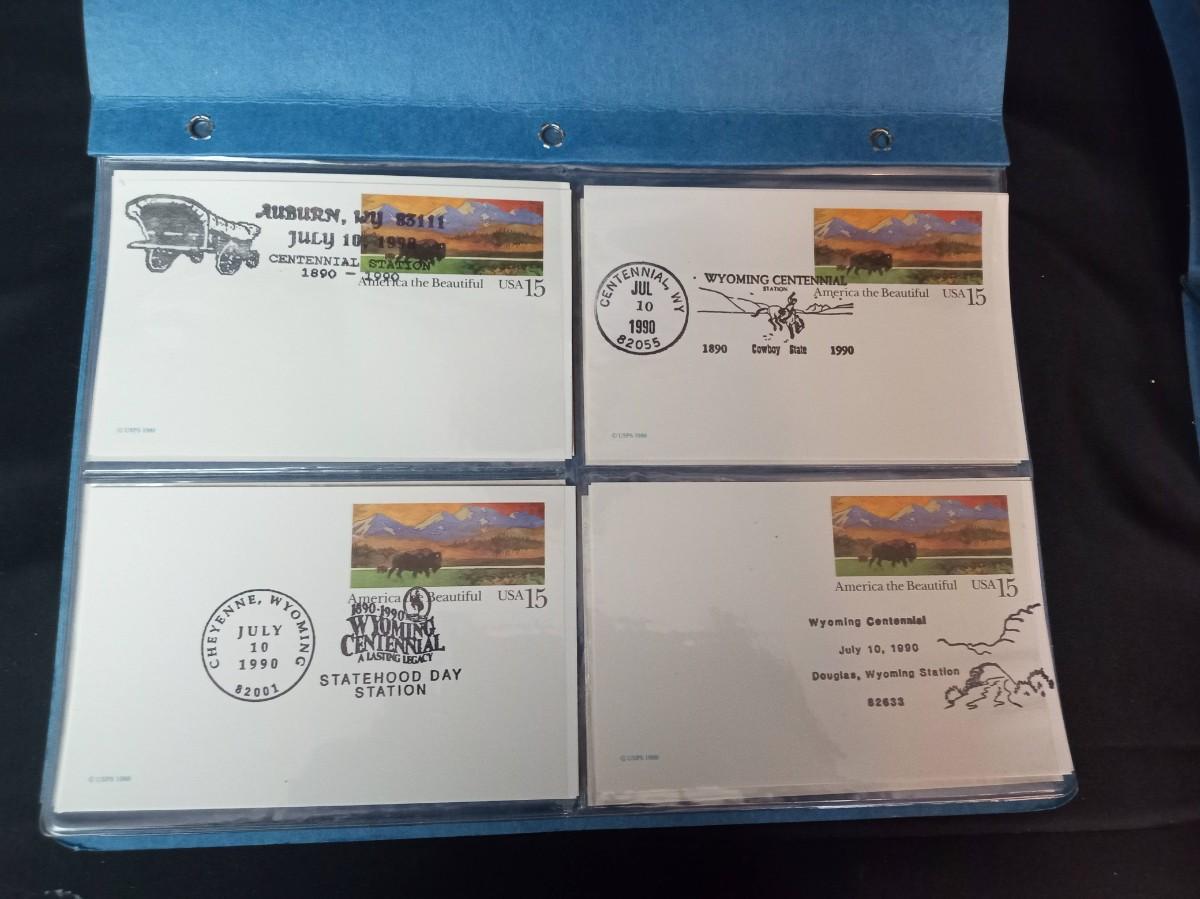 AUBURN, WY 83111
JULY 10, 1990
CENTENNIAL STATION
1890 - 1990
America the Beautiful USA 15
© USPS 1988
CENTENNIAL, WY
JUL
10
1990
82055
WYOMING CENTENNIAL
STATION
1890 Cowboy State 1990
America the Beautiful USA 15
© USPS 1988
CHEYENNE, WYOMING
JULY
10
1990
82001
America the Beautiful USA 15
1890-1990
WYOMING
CENTENNIAL
A LASTING LEGACY
STATEHOOD DAY
STATION
© USPS 1988
America the Beautiful USA 15
Wyoming Centennial
July 10, 1990
Douglas, Wyoming Station
82633
© USPS 1988